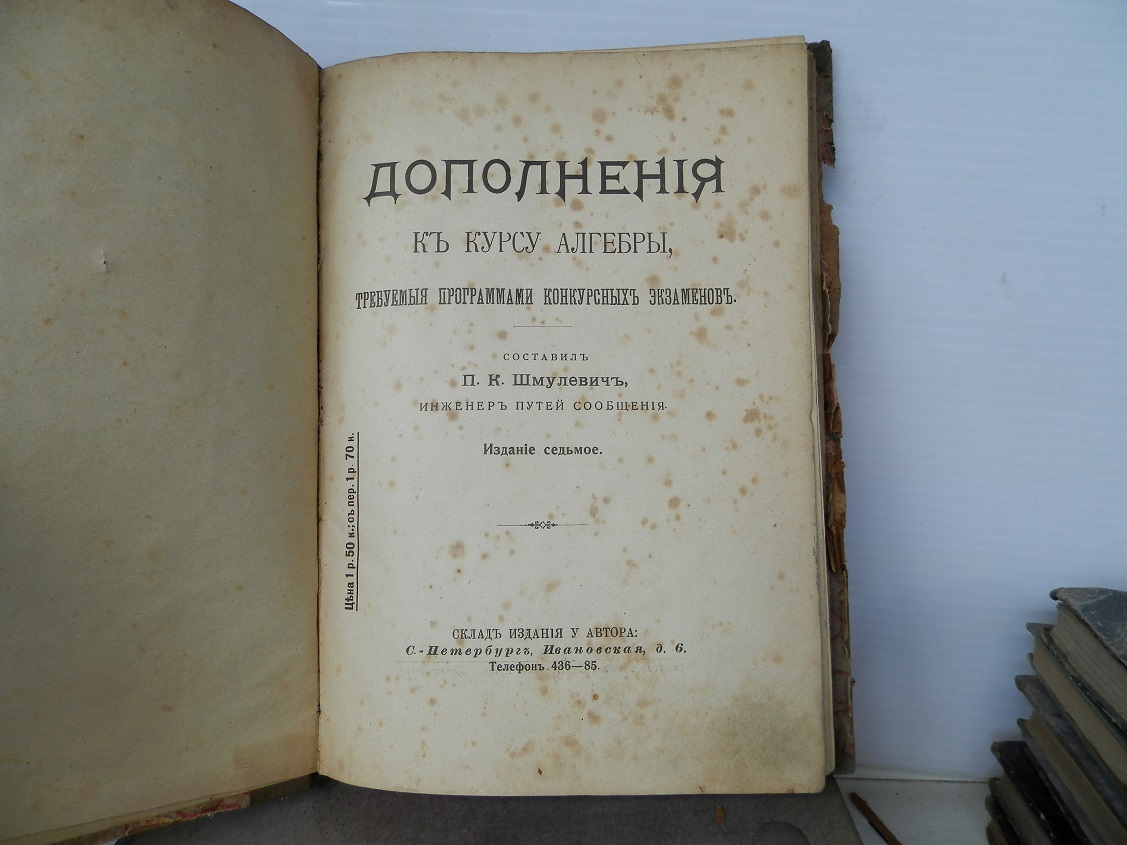 ДОПОЛНЕНІЯ
КЪ КУРСУ АЛГЕБРЫ,
ТРЕБУЕМЫЯ ПРОГРАММАМИ КОНКУРСНЫХЪ ЭКЗАМЕНОВЪ.
СОСТАВИЛЪ
П. К. Шмулевичъ,
ИНЖЕНЕРЪ ПУТЕЙ СООБЩЕНІЯ.
Изданіе седьмое.
Цѣна 1 р. 50 к.; съ пер. 1 р. 70 к.
СКЛАДЪ ИЗДАНІЯ У АВТОРА:
С.-Петербургъ, Ивановская, д. 6.
Телефонъ 436—85.